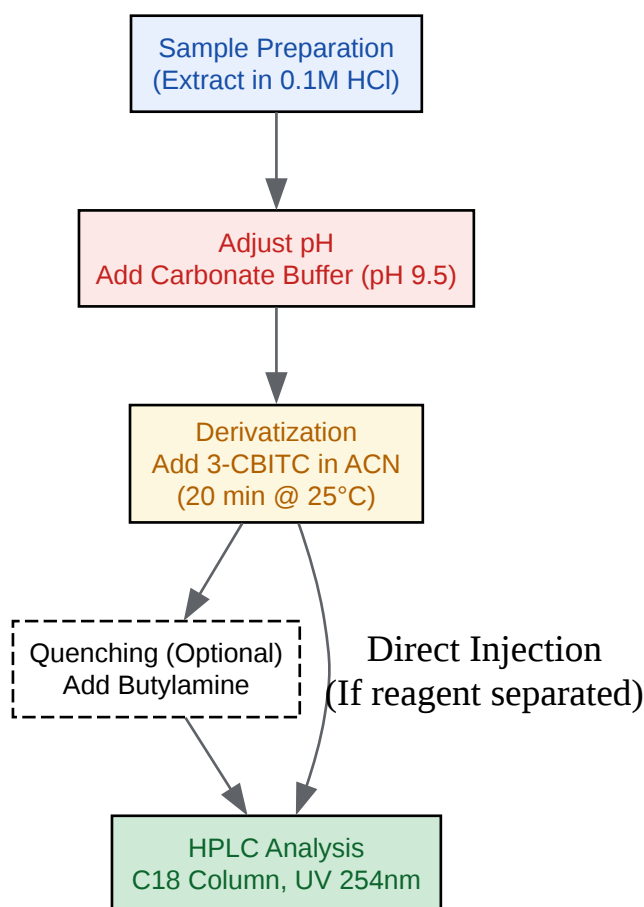 Sample Preparation
(Extract in 0.1M HCl)
Adjust pH
Add Carbonate Buffer (pH 9.5)
Derivatization
Add 3-CBITC in ACN
(20 min @ 25°C)
Quenching (Optional)
Add Butylamine
Direct Injection
(If reagent separated)
HPLC Analysis
C18 Column, UV 254nm